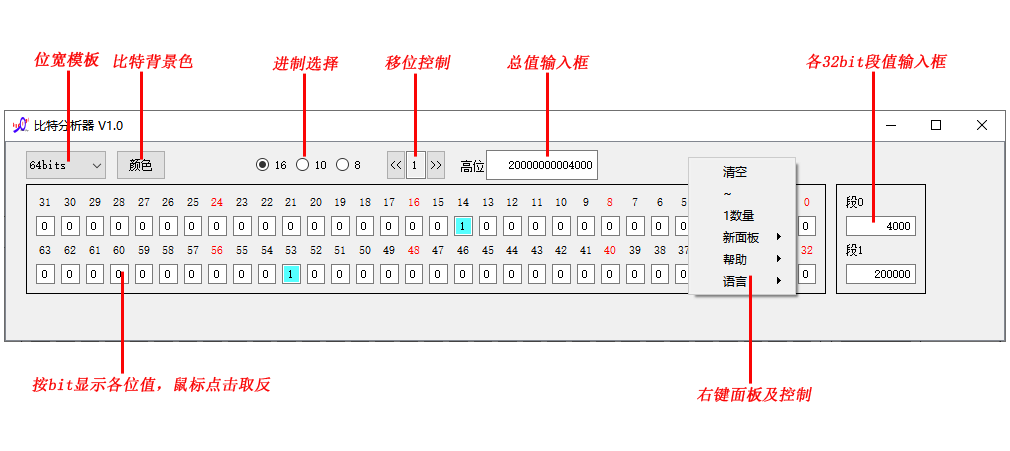 位宽模板 比特背景色 进制选择 移位控制 总值输入框 各32bit段值输入框
比特分析器 V1.0
64bits 颜色 16 10 8 << 1 >> 高位 20000000004000
31 30 29 28 27 26 25 24 23 22 21 20 19 18 17 16 15 14 13 12 11 10 9 8 7 6 5 0 段0
0 0 0 0 0 0 0 0 0 0 0 0 0 0 0 0 0 1 0 0 0 0 0 0 0 0 0 0 4000
63 62 61 60 59 58 57 56 55 54 53 52 51 50 49 48 47 46 45 44 43 42 41 40 39 38 37 32 段1
0 0 0 0 0 0 0 0 0 0 1 0 0 0 0 0 0 0 0 0 0 0 0 0 0 0 0 0 200000
清空
~
1数量
新面板
帮助
语言
按bit显示各位值，鼠标点击取反
右键面板及控制